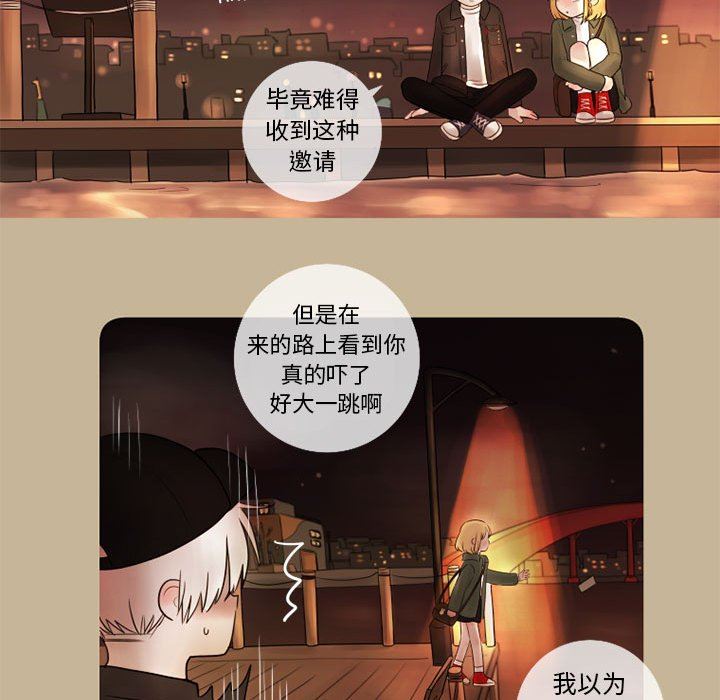 毕竟难得
收到这种
邀请
但是在
来的路上看到你
真的吓了
好大一跳啊
我以为